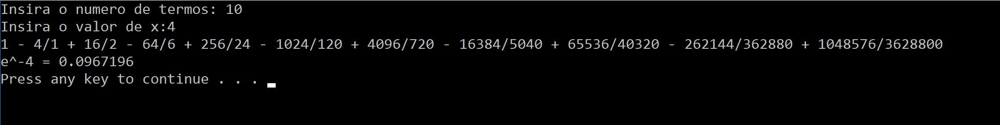 Insira o numero de termos: 10
Insira o valor de x:4
1 - 4/1 + 16/2 - 64/6 + 256/24 - 1024/120 + 4096/720 - 16384/5040 + 65536/40320 - 262144/362880 + 1048576/3628800
e^-4 = 0.0967196
Press any key to continue . . .